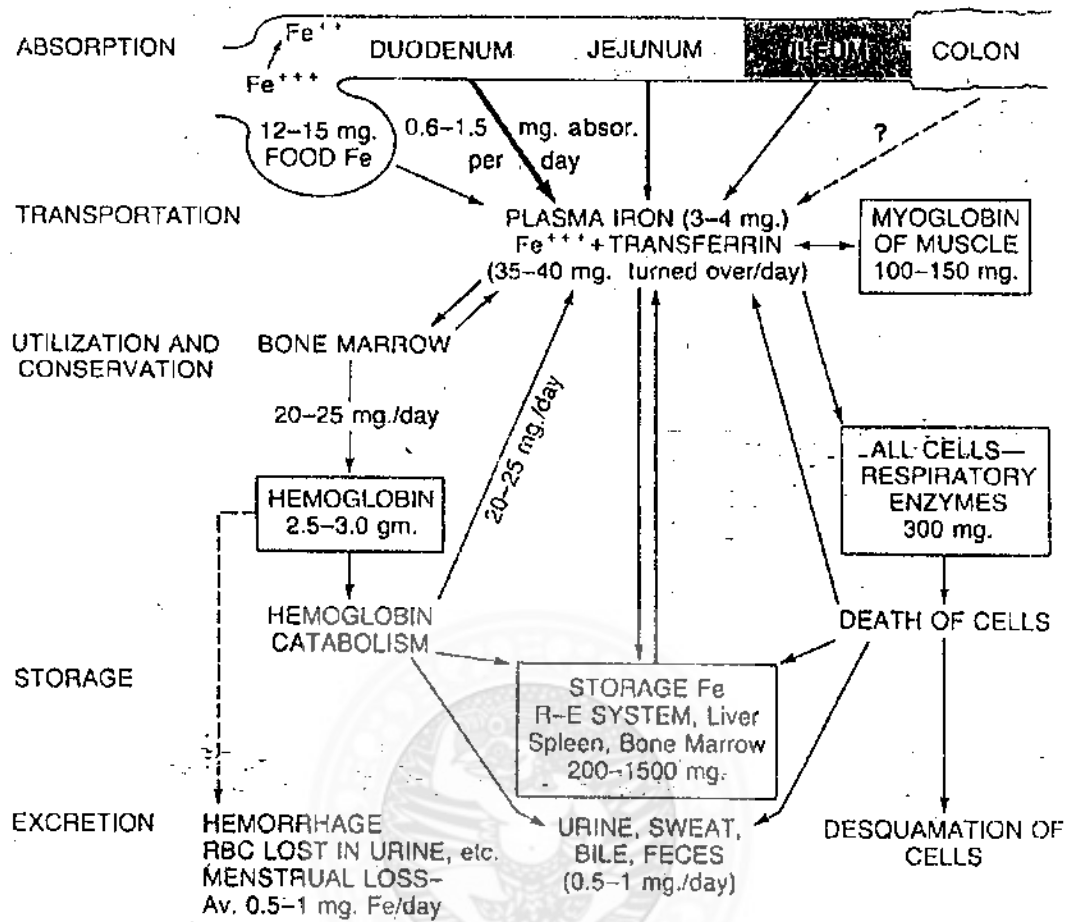 ABSORPTION
Fe++
Fe+++
DUODENUM
JEJUNUM
ILEUM
COLON
12–15 mg.
FOOD Fe
0.6–1.5 mg. absor.
per day
?
TRANSPORTATION
PLASMA IRON (3–4 mg.)
Fe+++ + TRANSFERRIN
(35–40 mg. turned over/day)
MYOGLOBIN
OF MUSCLE
100–150 mg.
UTILIZATION AND
CONSERVATION
BONE MARROW
20–25 mg./day
20–25 mg./day
HEMOGLOBIN
2.5–3.0 gm.
ALL CELLS—
RESPIRATORY
ENZYMES
300 mg.
HEMOGLOBIN
CATABOLISM
DEATH OF CELLS
STORAGE
STORAGE Fe
R–E SYSTEM, Liver
Spleen, Bone Marrow
200–1500 mg.
EXCRETION
HEMORRHAGE
RBC LOST IN URINE, etc.
MENSTRUAL LOSS–
Av. 0.5–1 mg. Fe/day
URINE, SWEAT,
BILE, FECES
(0.5–1 mg./day)
DESQUAMATION OF
CELLS